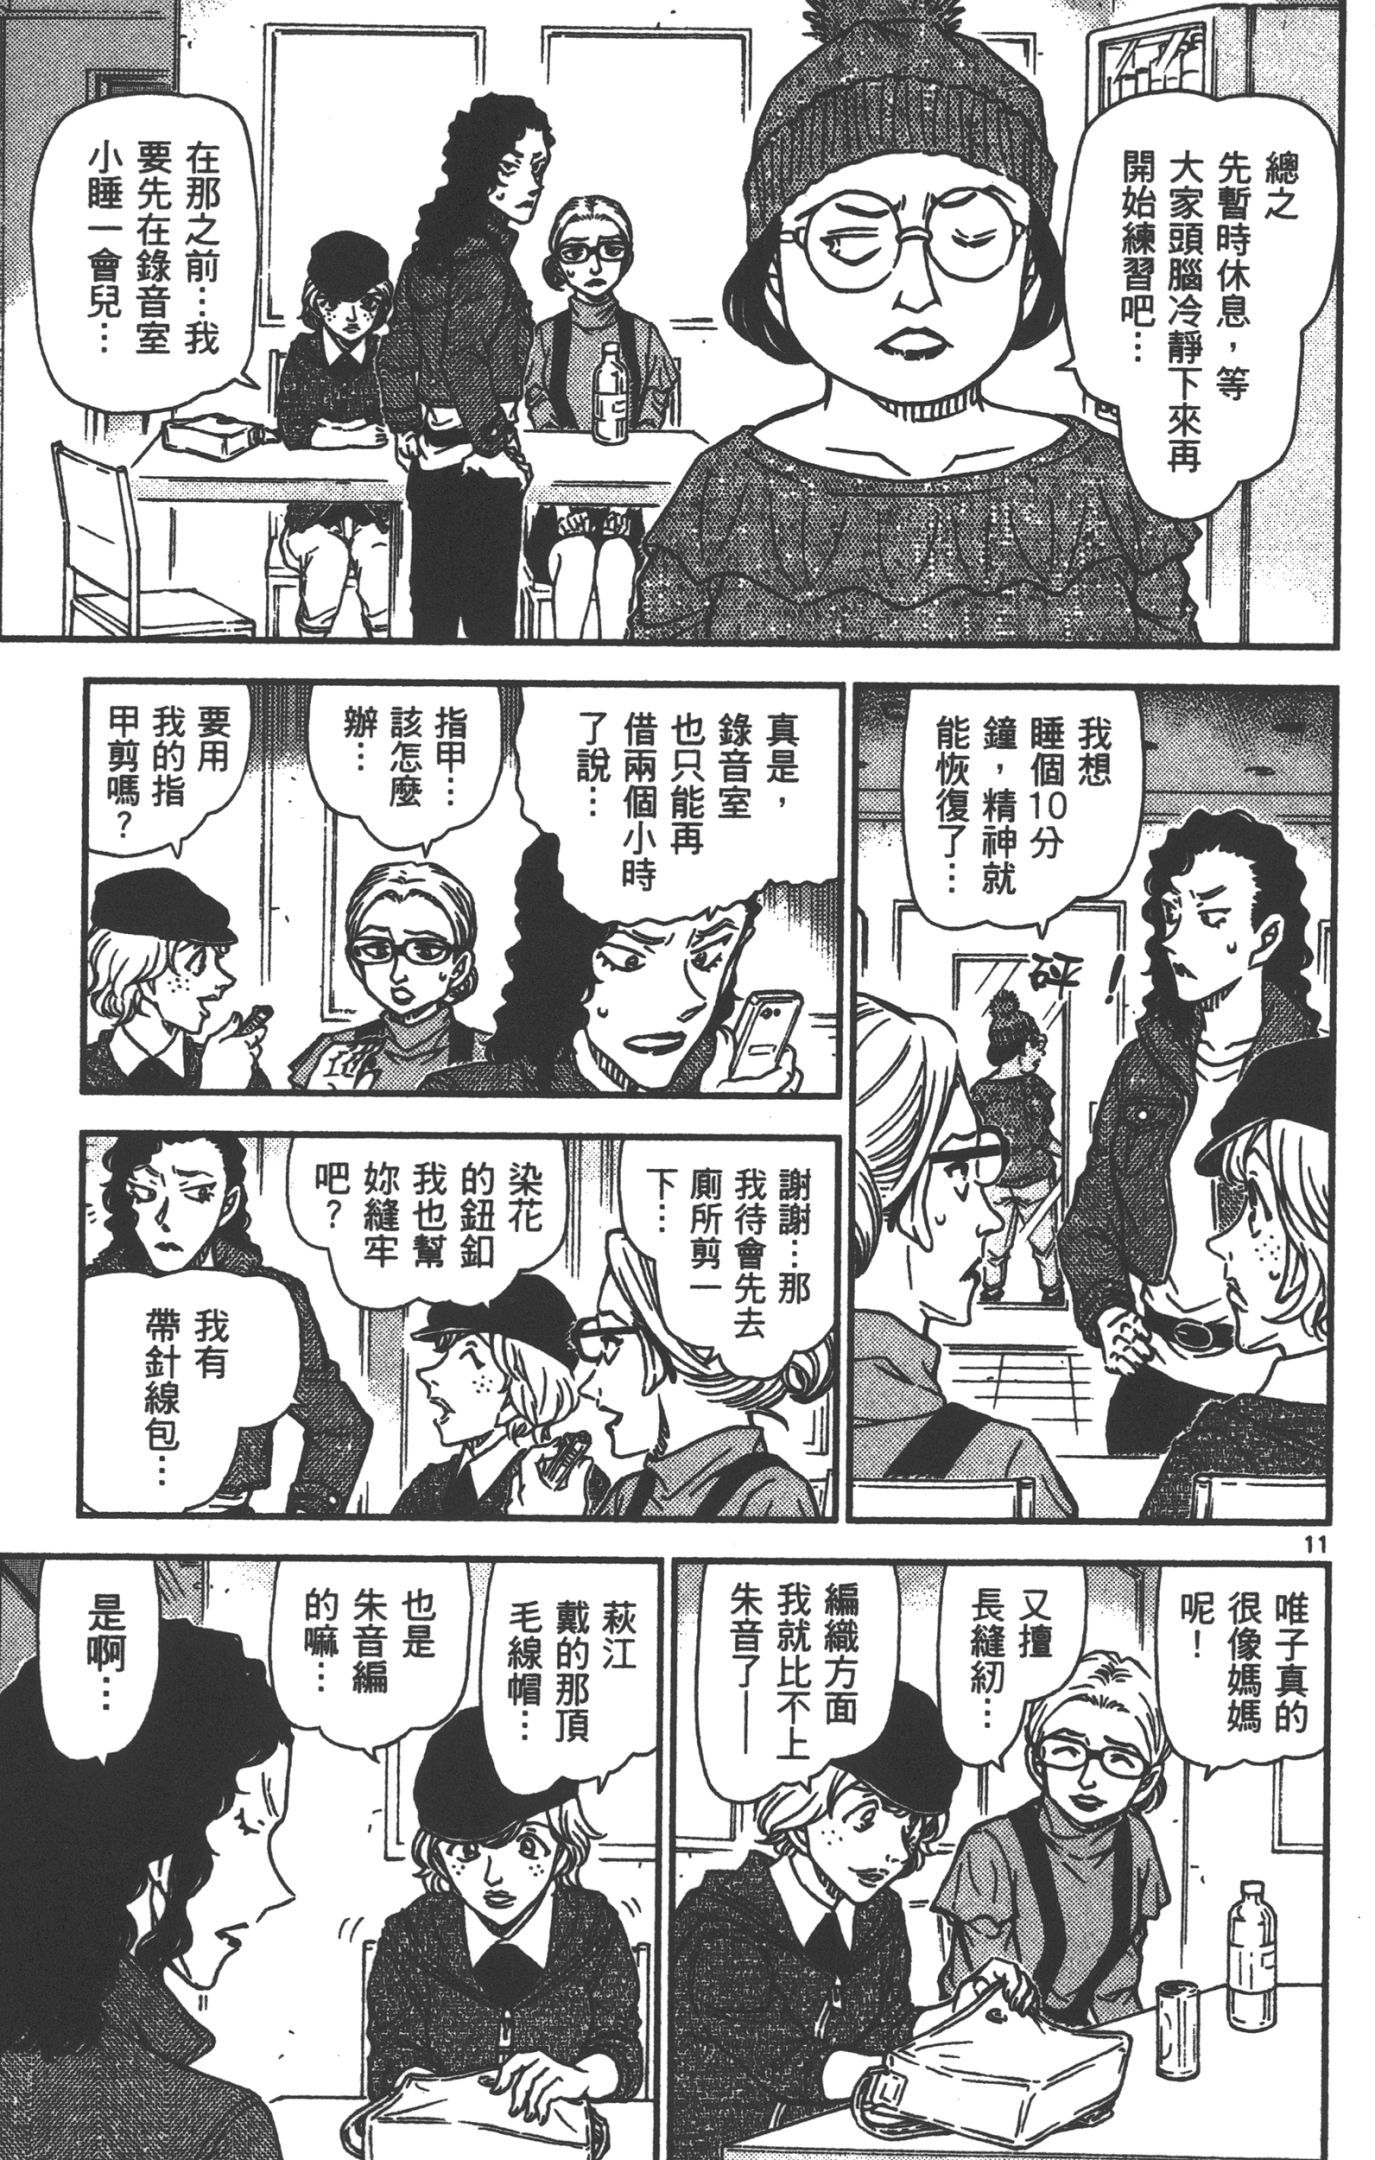 總之
先暫時休息，等
大家頭腦冷靜下來再
開始練習吧…
在那之前…我
要先在錄音室
小睡一會兒…
我想
睡個10分
鐘，精神就
能恢復了…
砰！
真是，
錄音室
也只能再
借兩個小時
了說…
指甲…
該怎麼
辦…
要用
我的指
甲剪嗎？
謝謝…那
我待會先去
廁所剪一
下…
染花
的鈕釦
我也幫
妳縫牢
吧？
我有
帶針線包…
11
唯子真的
很像媽媽
呢！
又擅
長縫紉…
編織方面
我就比不上
朱音了——
萩江
戴的那頂
毛線帽…
也是
朱音編
的嘛…
是啊…